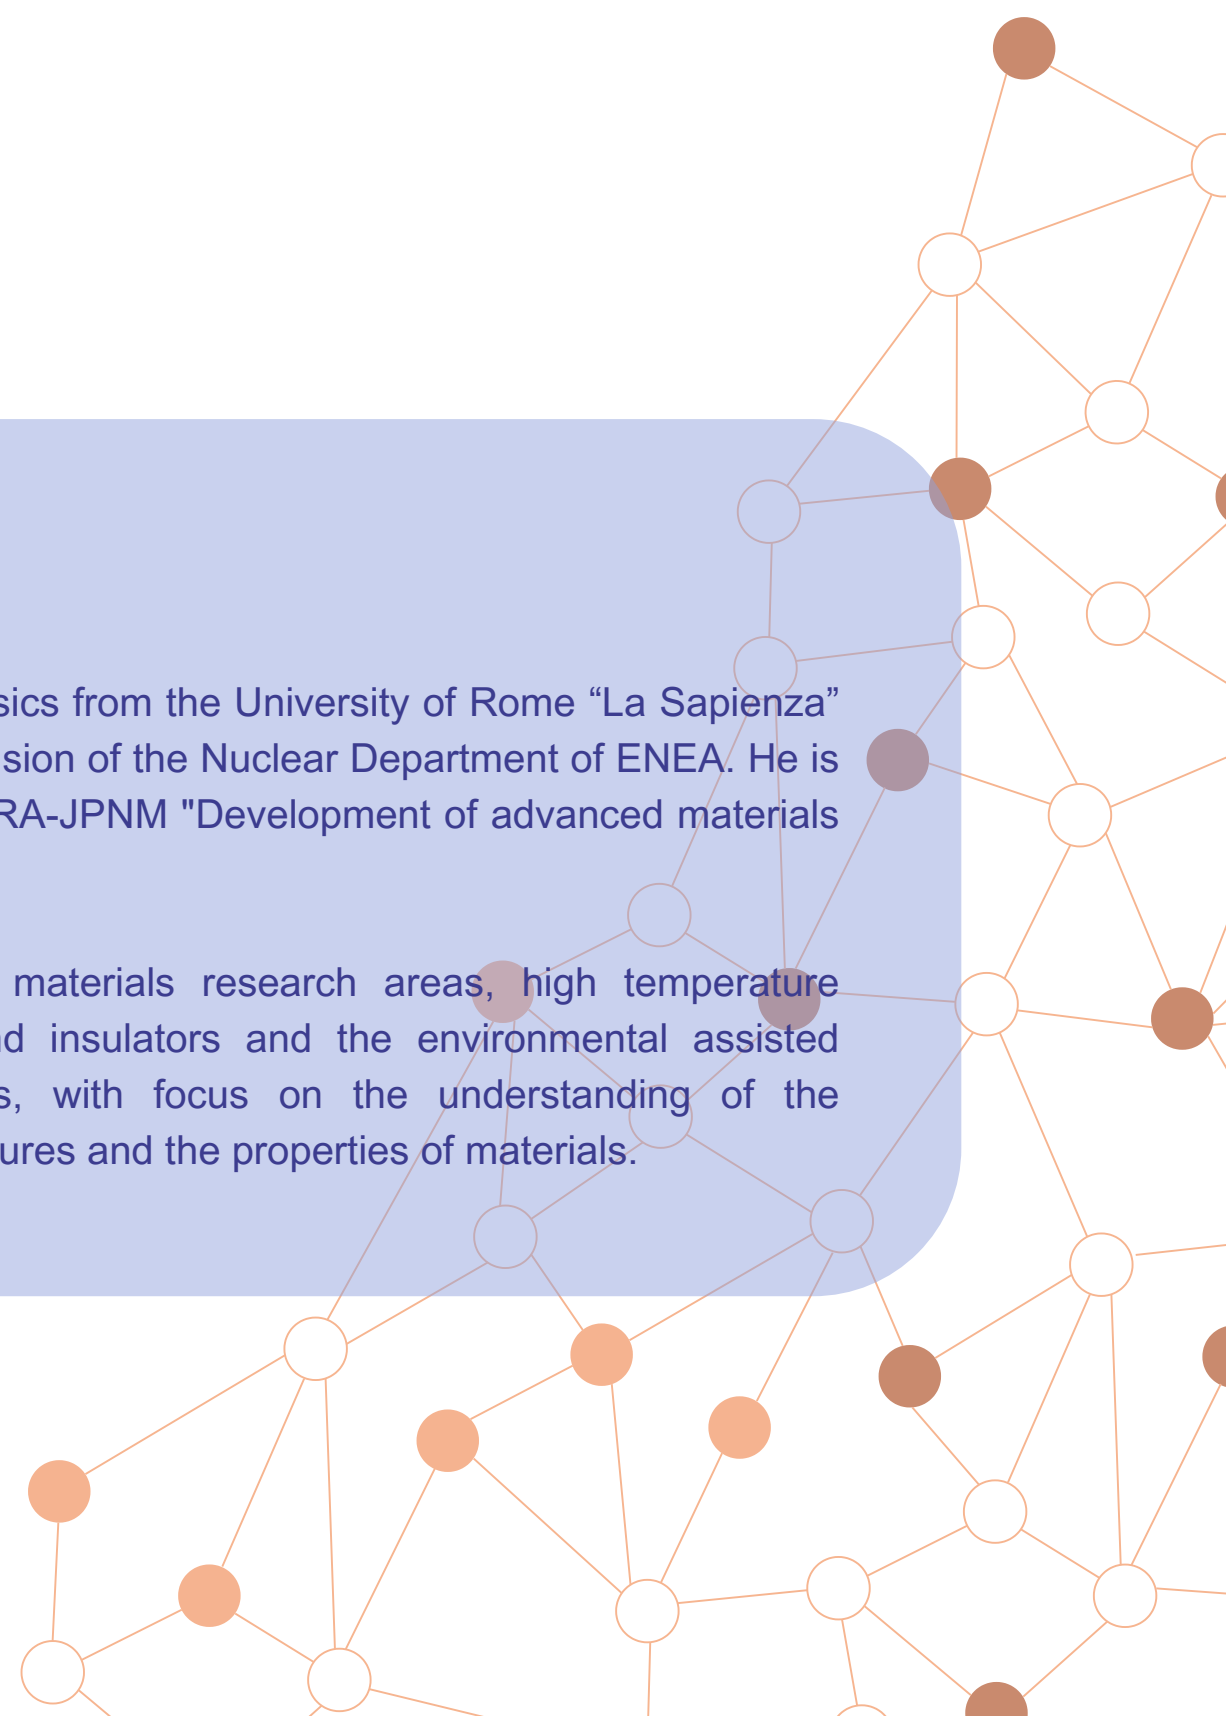 sics from the University of Rome “La Sapienza”
sion of the Nuclear Department of ENEA. He is
RA-JPNM "Development of advanced materials
materials research areas, high temperature
nd insulators and the environmental assisted
s, with focus on the understanding of the
ures and the properties of materials.